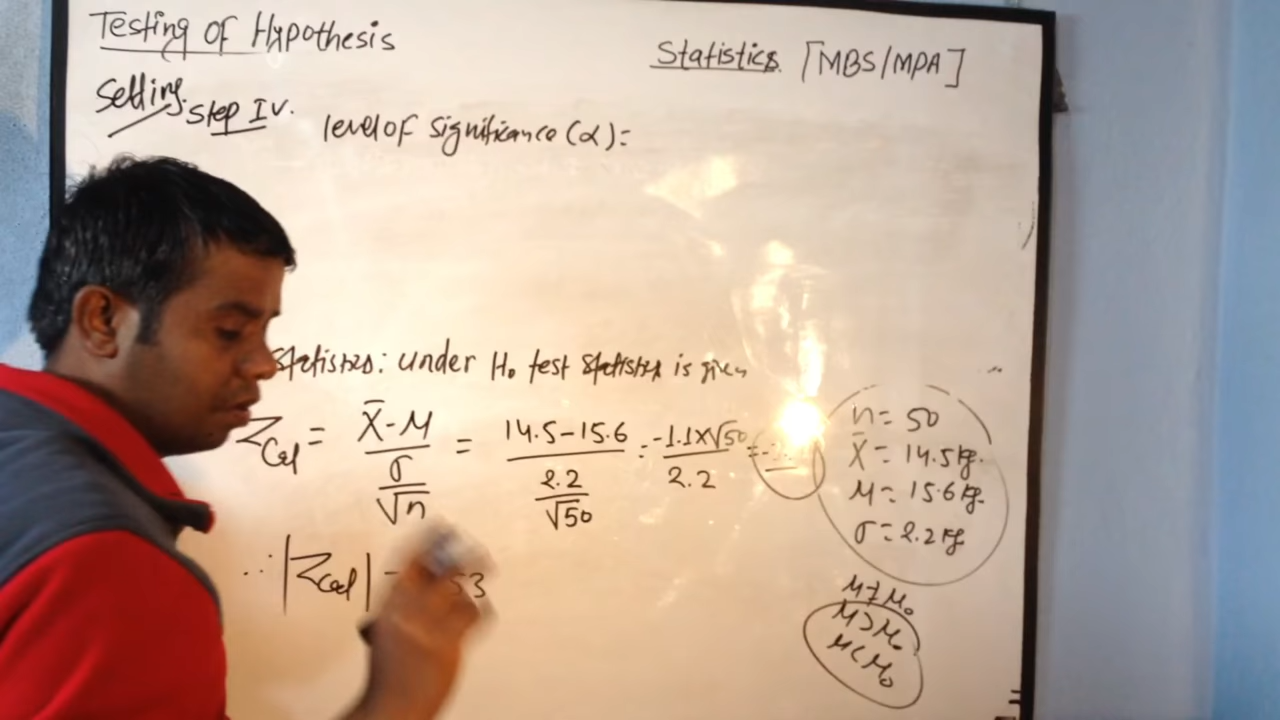 Testing of Hypothesis
Statistics [MBS/MPA]
Setting
Step IV. level of significance (α):
Statistics: Under H₀ test statistics is given
Z_cal = X̄-μ / σ/√n = 14.5-15.6 / 2.2/√50 = -1.1×√50 / 2.2 =
∴ |Z_cal| = 53
n = 50
X̄ = 14.5 kg.
μ = 15.6 kg.
σ = 2.2 kg
μ ≠ μ₀
μ > μ₀
μ < μ₀